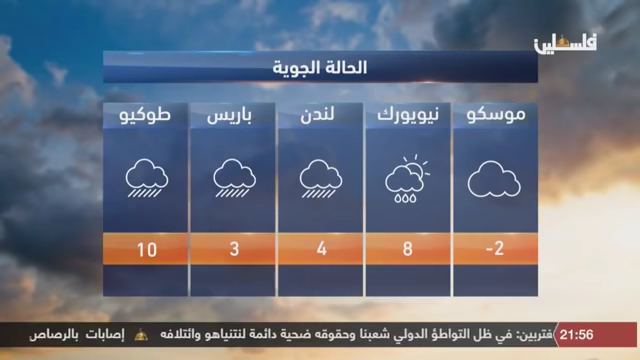 فلسطين
الحالة الجوية
موسكو نيويورك لندن باريس طوكيو
-2 8 4 3 10
21:56 فتربين: في ظل التواطؤ الدولي شعبنا وحقوقه ضحية دائمة لنتنياهو وائتلافه إصابات بالرصاص